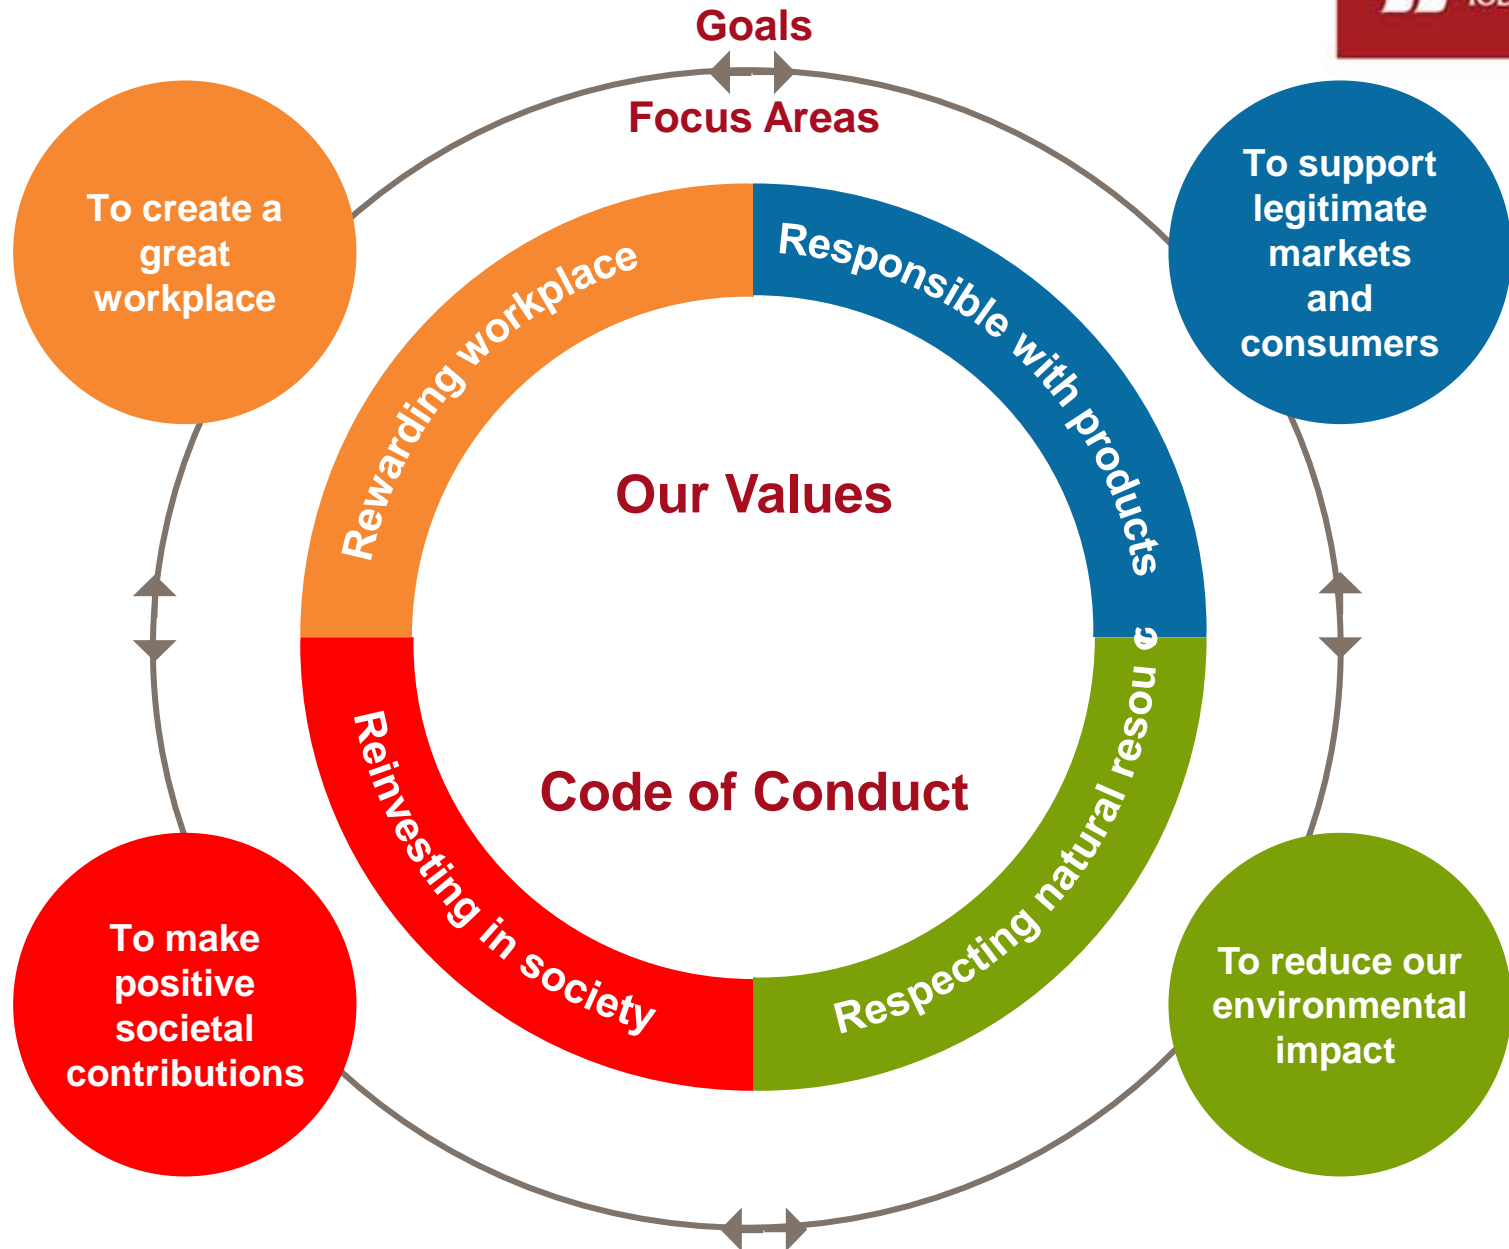 Goals
Focus Areas
To create a
great
workplace
To support
legitimate
markets
and
consumers
Rewarding workplace
Responsible with products
Our Values
Code of Conduct
Reinvesting in society
Respecting natural
To make
positive
societal
contributions
To reduce our
environmental
impact